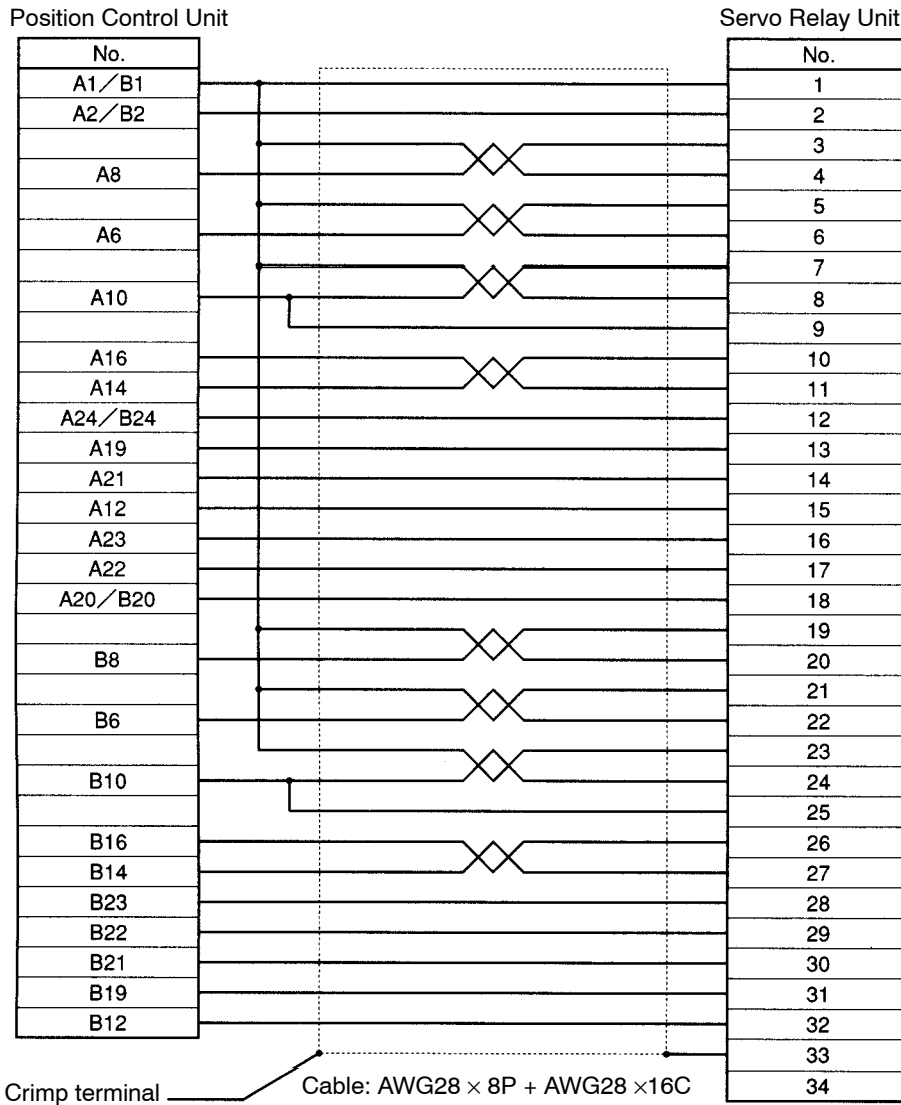 Position Control Unit Servo Relay Unit
No. No.
A1/B1 1
A2/B2 2
3
A8 4
5
A6 6
7
A10 8
9
A16 10
A14 11
A24/B24 12
A19 13
A21 14
A12 15
A23 16
A22 17
A20/B20 18
19
B8 20
21
B6 22
23
B10 24
25
B16 26
B14 27
B23 28
B22 29
B21 30
B19 31
B12 32
33
Crimp terminal Cable: AWG28 × 8P + AWG28 ×16C 34